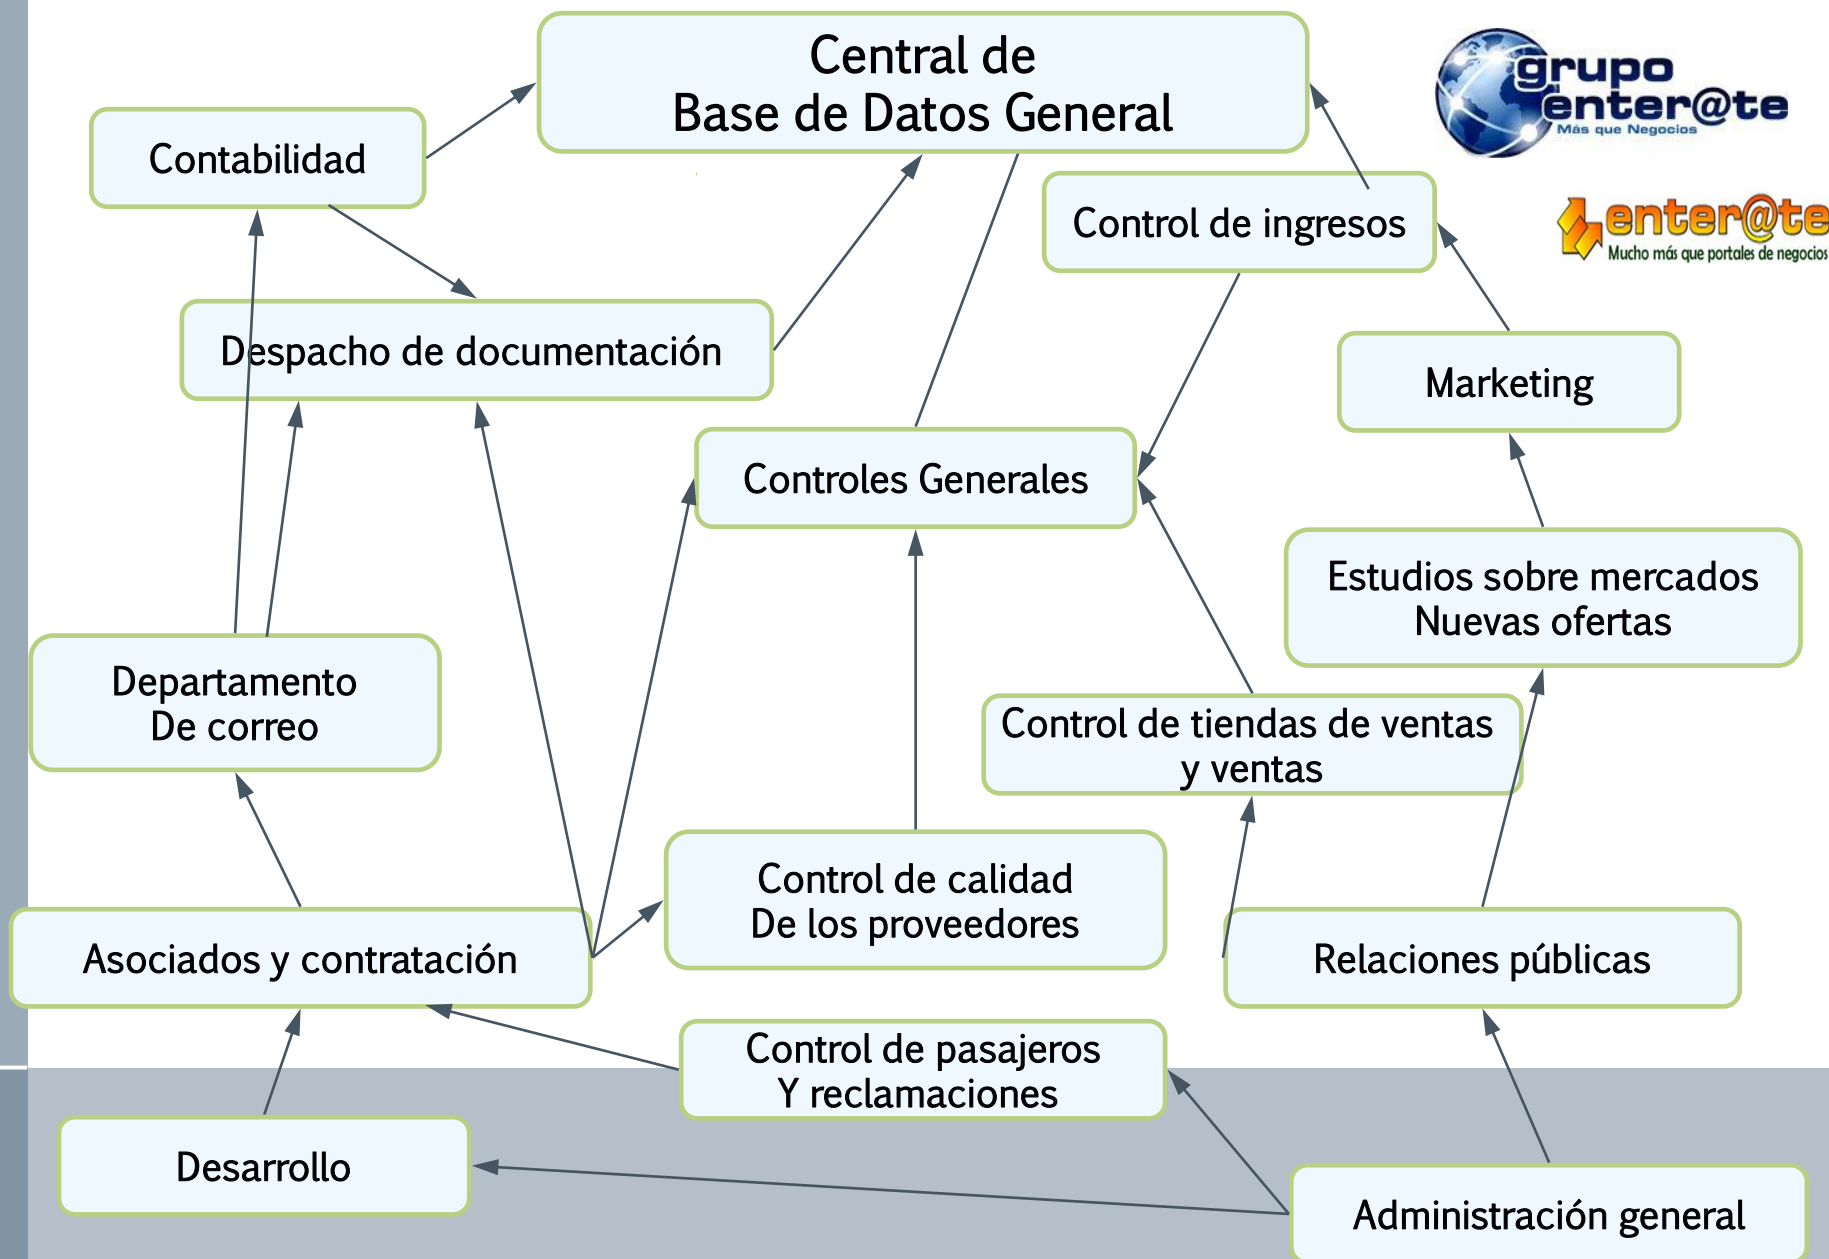 Central de
Base de Datos General
grupo
enter@te
Más que Negocios
Contabilidad
Control de ingresos
enter@te
Mucho más que portales de negocios
Despacho de documentación
Marketing
Controles Generales
Estudios sobre mercados
Nuevas ofertas
Departamento
De correo
Control de tiendas de ventas
y ventas
Control de calidad
De los proveedores
Asociados y contratación
Relaciones públicas
Control de pasajeros
Y reclamaciones
Desarrollo
Administración general